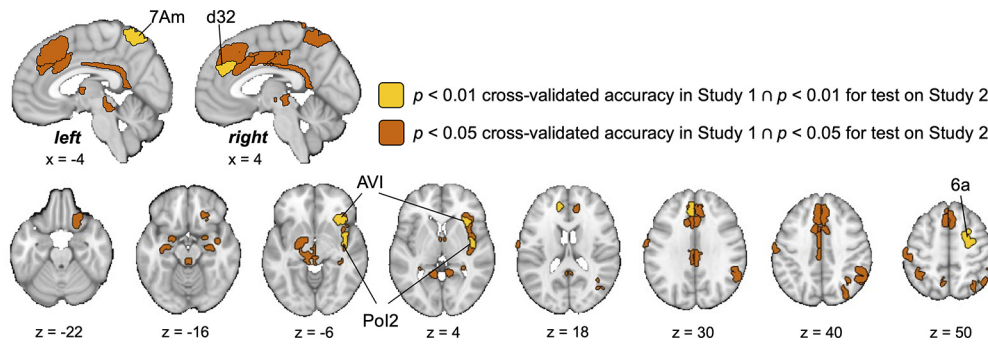 7Am
d32
p < 0.01 cross-validated accuracy in Study 1 ∩ p < 0.01 for test on Study 2
p < 0.05 cross-validated accuracy in Study 1 ∩ p < 0.05 for test on Study 2
left
right
x = -4
x = 4
AVI
6a
PoI2
z = -22
z = -16
z = -6
z = 4
z = 18
z = 30
z = 40
z = 50